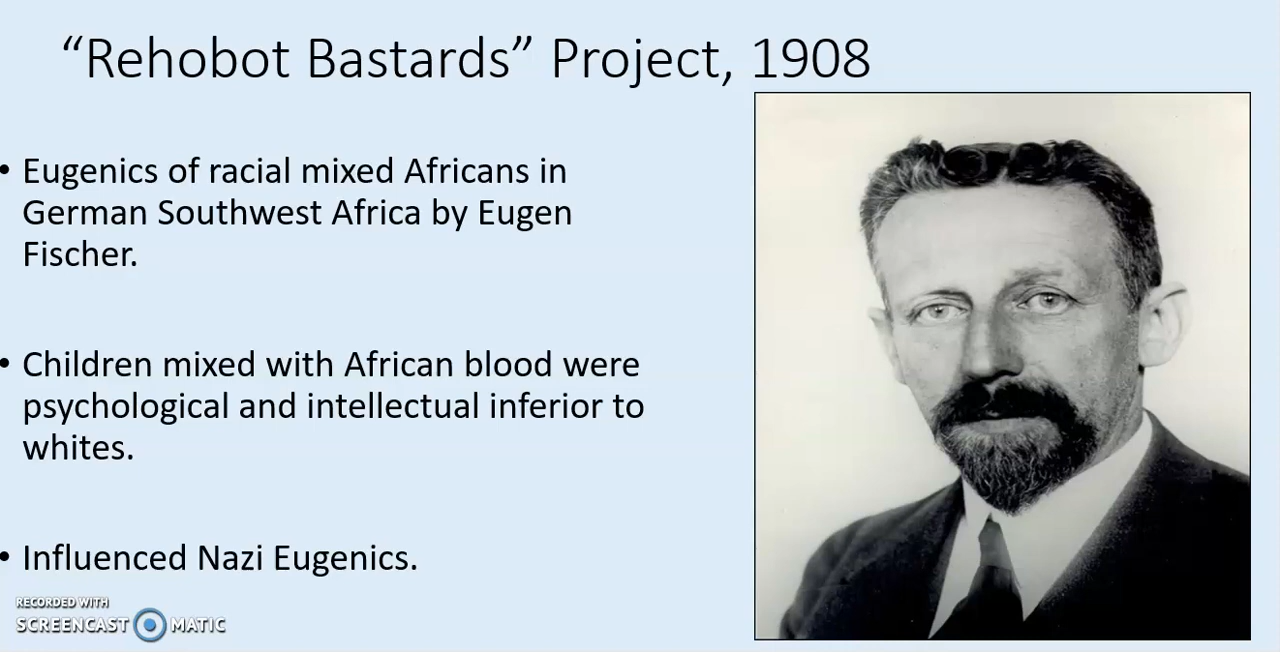 “Rehobot Bastards” Project, 1908
• Eugenics of racial mixed Africans in
German Southwest Africa by Eugen
Fischer.
• Children mixed with African blood were
psychological and intellectual inferior to
whites.
• Influenced Nazi Eugenics.
RECORDED WITH
SCREENCAST MATIC